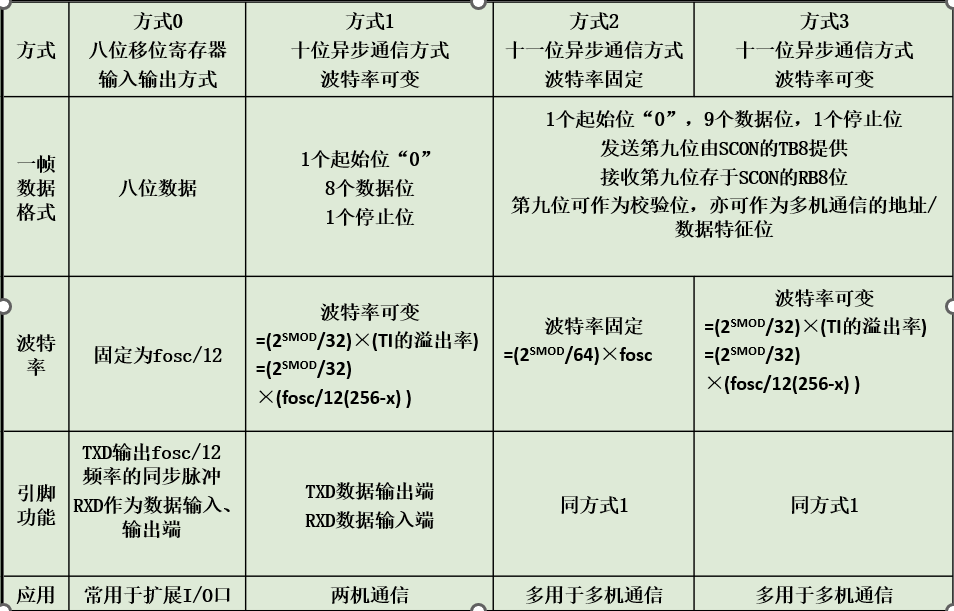 方式
方式0
八位移位寄存器
输入输出方式
方式1
十位异步通信方式
波特率可变
方式2
十一位异步通信方式
波特率固定
方式3
十一位异步通信方式
波特率可变
一帧
数据
格式
八位数据
1个起始位“0”
8个数据位
1个停止位
1个起始位“0”，9个数据位，1个停止位
发送第九位由SCON的TB8提供
接收第九位存于SCON的RB8位
第九位可作为校验位，亦可作为多机通信的地址/
数据特征位
波特
率
固定为fosc/12
波特率可变
=(2^SMOD/32)×(TI的溢出率)
=(2^SMOD/32)
×(fosc/12(256-x) )
波特率固定
=(2^SMOD/64)×fosc
波特率可变
=(2^SMOD/32)×(TI的溢出率)
=(2^SMOD/32)
×(fosc/12(256-x) )
引脚
功能
TXD输出fosc/12
频率的同步脉冲
RXD作为数据输入、
输出端
TXD数据输出端
RXD数据输入端
同方式1
同方式1
应用
常用于扩展I/O口
两机通信
多用于多机通信
多用于多机通信